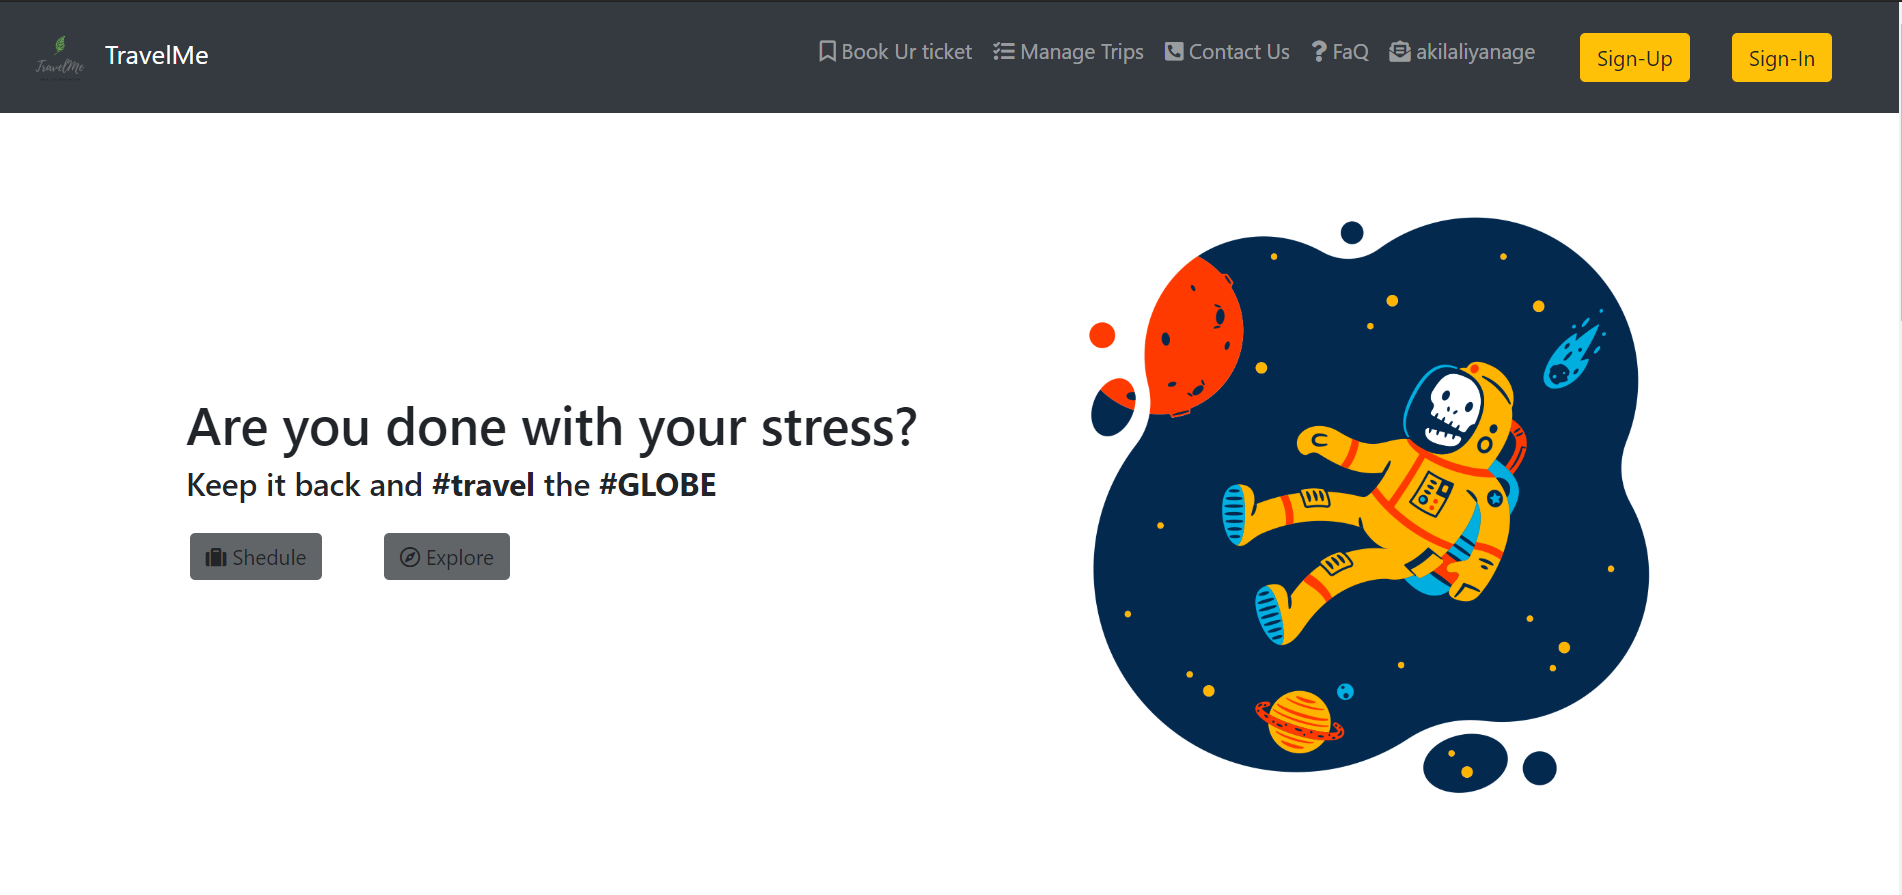 TravelMe
TravelMe
Book Ur ticket
Manage Trips
Contact Us
FaQ
akilaliyanage
Sign-Up
Sign-In
Are you done with your stress?
Keep it back and #travel the #GLOBE
Shedule
Explore